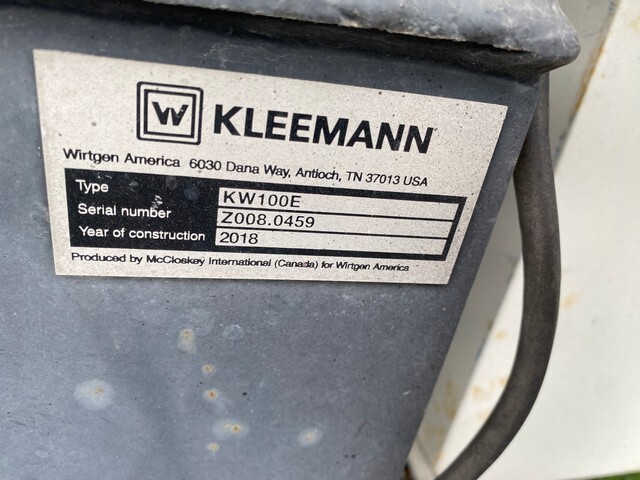 W KLEEMANN
Wirtgen America 6030 Dana Way, Antioch, TN 37013 USA
Type KW100E
Serial number Z008.0459
Year of construction 2018
Produced by McCloskey International (Canada) for Wirtgen America